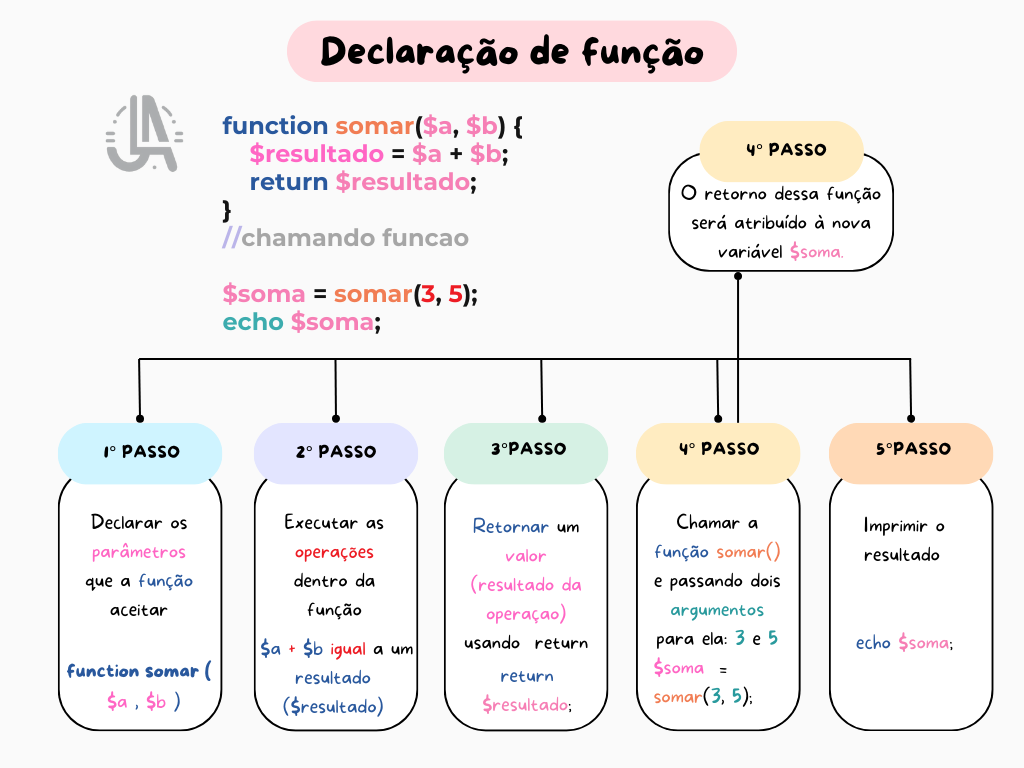 Declaração de função
JA
function somar($a, $b) {
$resultado = $a + $b;
return $resultado;
}
//chamando funcao
$soma = somar(3, 5);
echo $soma;
4° PASSO
O retorno dessa função
será atribuído à nova
variável $soma.
1° PASSO
Declarar os
parâmetros
que a função
aceitar
function somar (
$a , $b )
2° PASSO
Executar as
operações
dentro da
função
$a + $b igual a um
resultado
($resultado)
3°PASSO
Retornar um
valor
(resultado da
operaçao)
usando return
return
$resultado;
4° PASSO
Chamar a
função somar()
e passando dois
argumentos
para ela: 3 e 5
$soma =
somar(3, 5);
5°PASSO
Imprimir o
resultado
echo $soma;